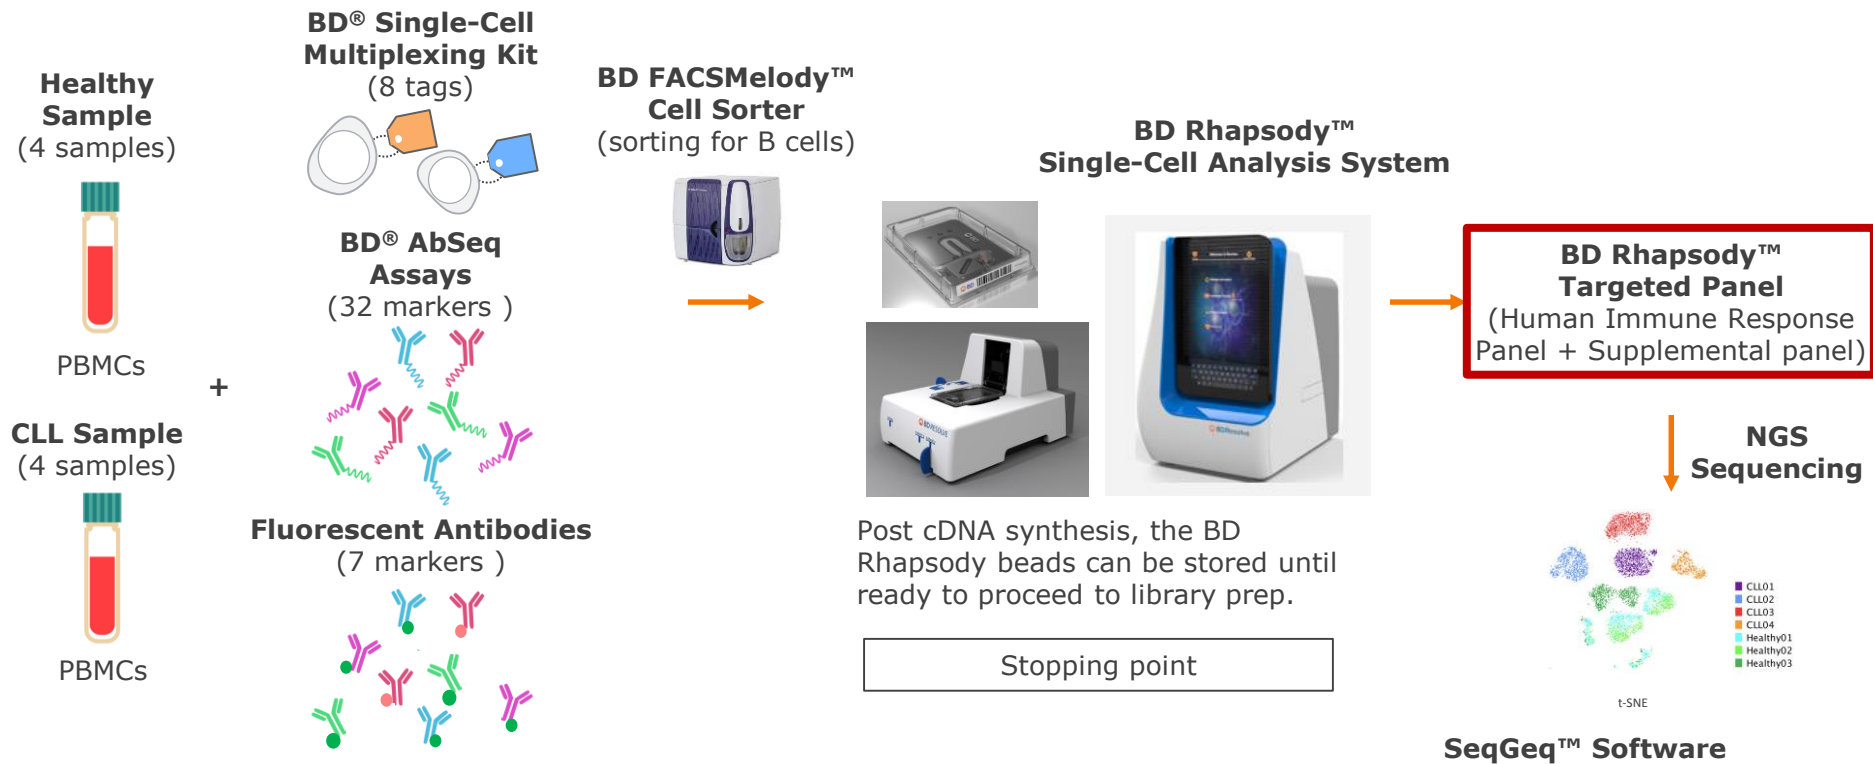 Healthy
Sample
(4 samples)
PBMCs
+
CLL Sample
(4 samples)
PBMCs
BD® Single-Cell
Multiplexing Kit
(8 tags)
BD® AbSeq
Assays
(32 markers )
Fluorescent Antibodies
(7 markers )
BD FACSMelody™
Cell Sorter
(sorting for B cells)
BD Rhapsody™
Single-Cell Analysis System
BD
Post cDNA synthesis, the BD
Rhapsody beads can be stored until
ready to proceed to library prep.
Stopping point
BD Rhapsody™
Targeted Panel
(Human Immune Response
Panel + Supplemental panel)
NGS
Sequencing
CLL01
CLL02
CLL03
CLL04
Healthy01
Healthy02
Healthy03
t-SNE
SeqGeq™ Software